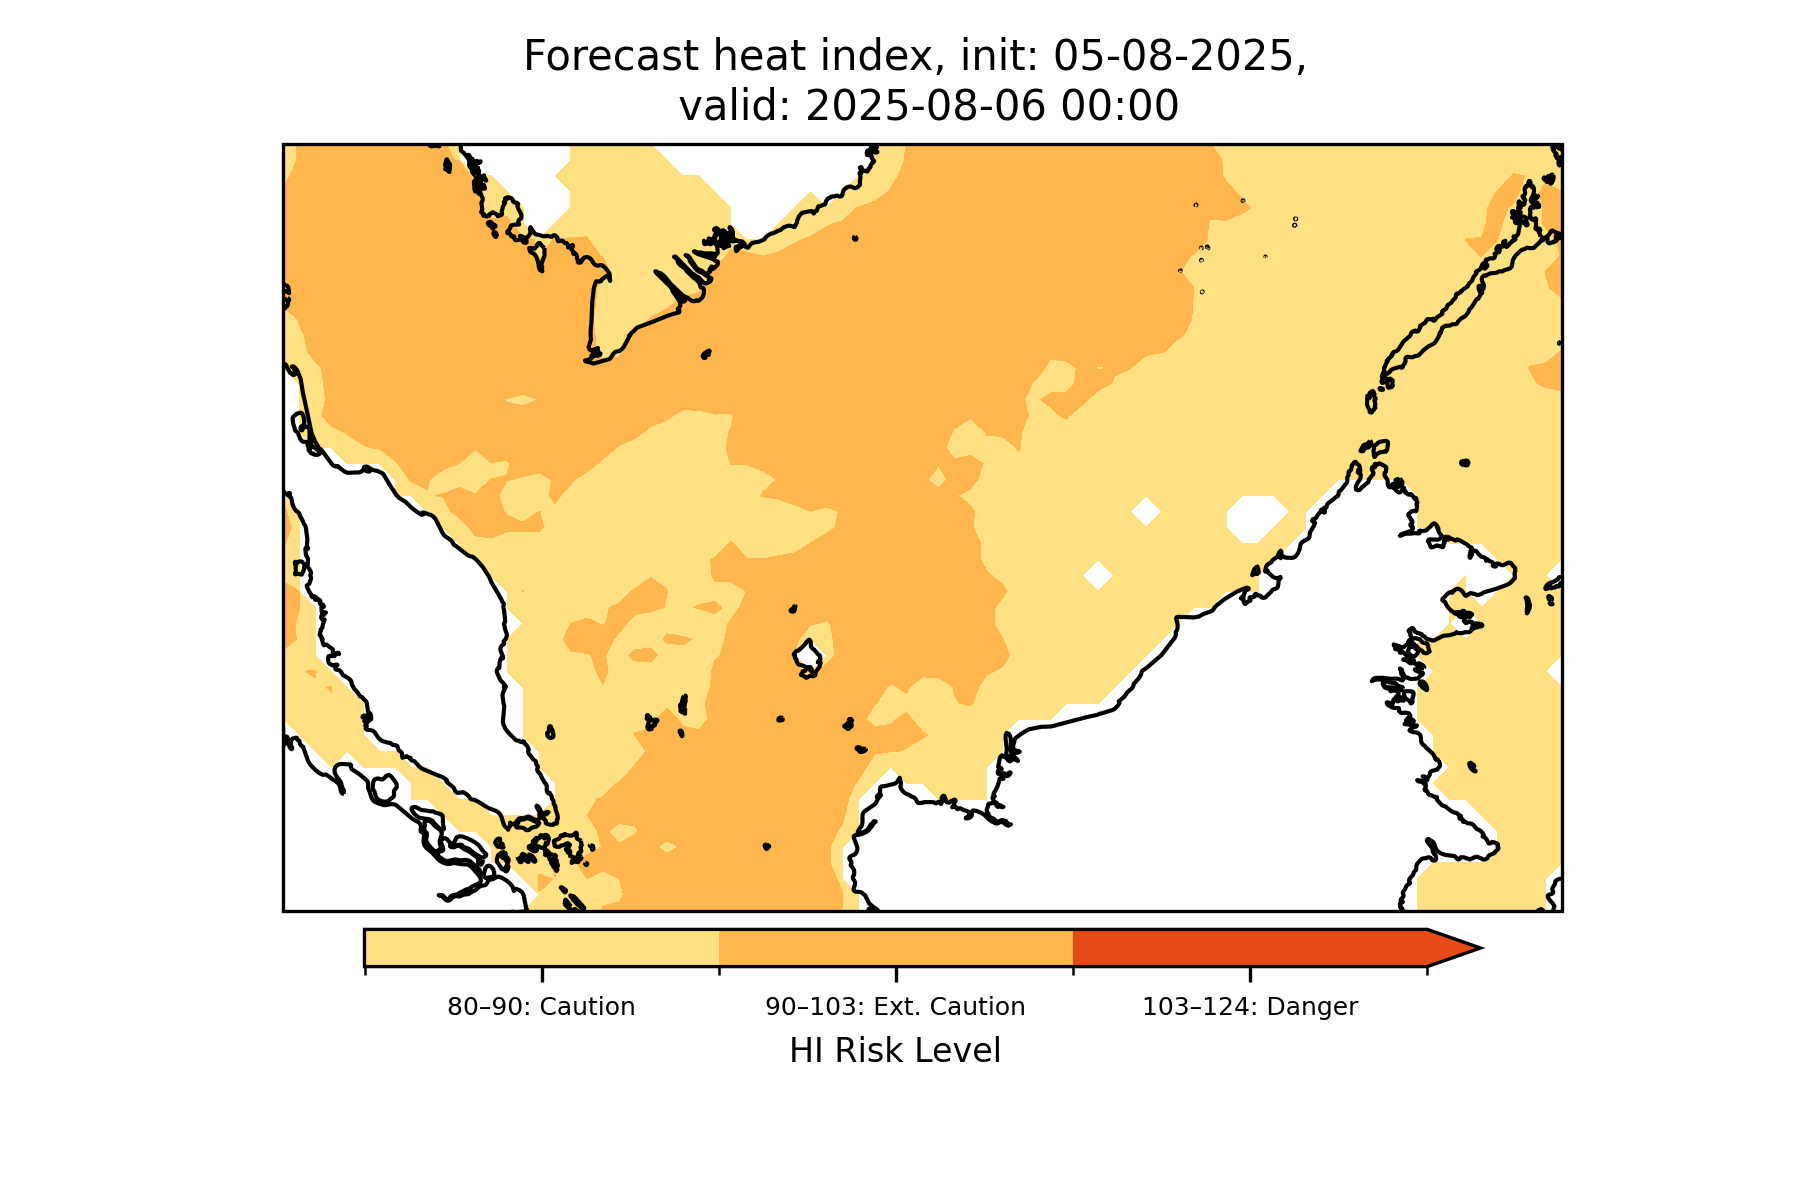 Forecast heat index, init: 05-08-2025,
valid: 2025-08-06 00:00
80–90: Caution
90–103: Ext. Caution
103–124: Danger
HI Risk Level